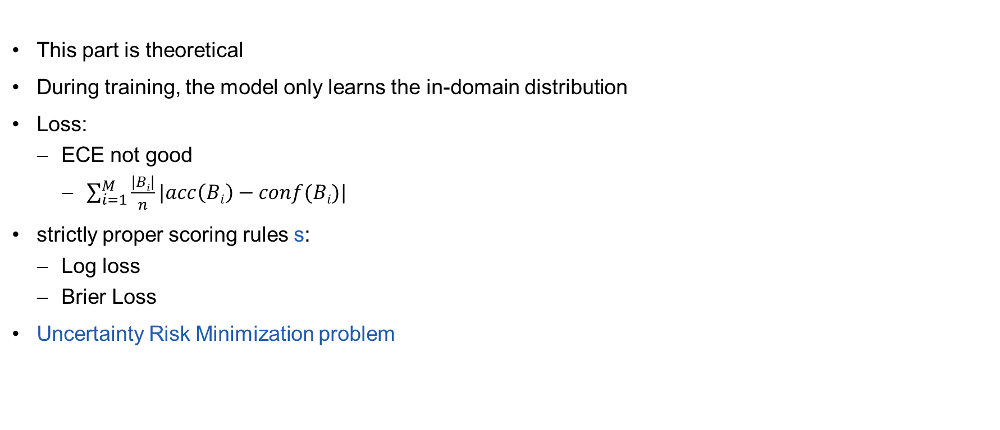 • This part is theoretical
• During training, the model only learns the in-domain distribution
• Loss:
– ECE not good
– $\sum_{i=1}^{M} \frac{|B_i|}{n} |acc(B_i) - conf(B_i)|$
• strictly proper scoring rules s:
– Log loss
– Brier Loss
• Uncertainty Risk Minimization problem